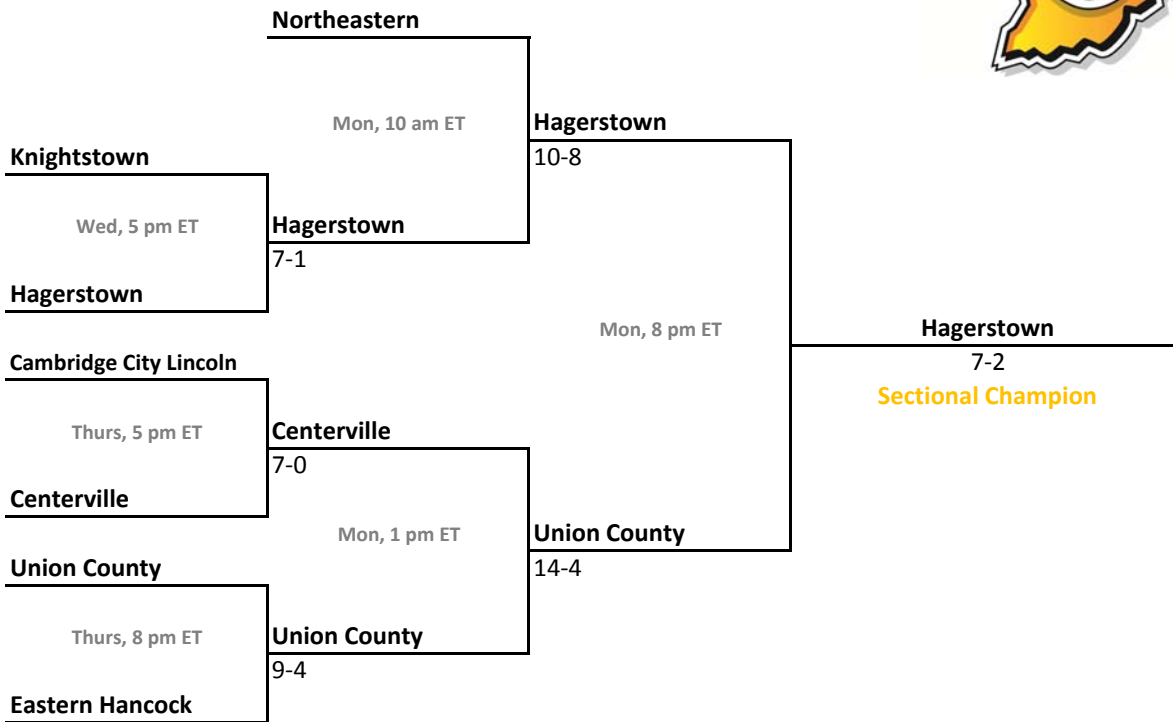 Northeastern
Mon, 10 am ET
Hagerstown
10-8
Knightstown
Wed, 5 pm ET
Hagerstown
7-1
Hagerstown
Mon, 8 pm ET
Hagerstown
7-2
Sectional Champion
Cambridge City Lincoln
Thurs, 5 pm ET
Centerville
7-0
Centerville
Mon, 1 pm ET
Union County
14-4
Union County
Thurs, 8 pm ET
Union County
9-4
Eastern Hancock